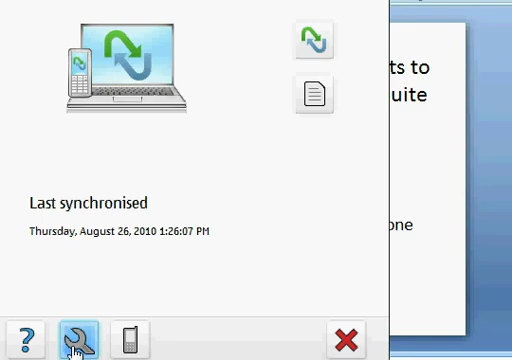 Last synchronised
Thursday, August 26, 2010 1:26:07 PM
ts to
uite
one
?